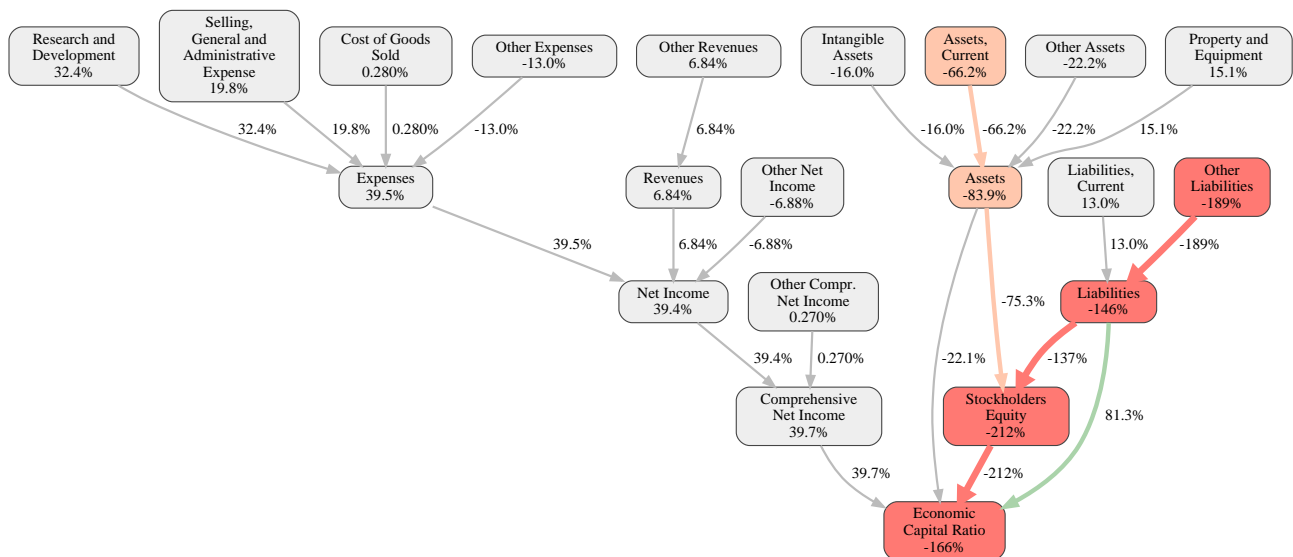 Research and
Development
32.4%
Selling,
General and
Administrative
Expense
19.8%
Cost of Goods
Sold
0.280%
Other Expenses
-13.0%
Other Revenues
6.84%
Intangible
Assets
-16.0%
Assets,
Current
-66.2%
Other Assets
-22.2%
Property and
Equipment
15.1%
32.4%
19.8%
0.280%
-13.0%
6.84%
-16.0%
-66.2%
-22.2%
15.1%
Expenses
39.5%
Revenues
6.84%
Other Net
Income
-6.88%
Assets
-83.9%
Liabilities,
Current
13.0%
Other
Liabilities
-189%
39.5%
6.84%
-6.88%
13.0%
-189%
Net Income
39.4%
Other Compr.
Net Income
0.270%
-75.3%
Liabilities
-146%
39.4%
0.270%
-22.1%
-137%
Comprehensive
Net Income
39.7%
Stockholders
Equity
-212%
81.3%
39.7%
-212%
Economic
Capital Ratio
-166%